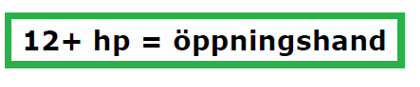 12+ hp = öppningshand